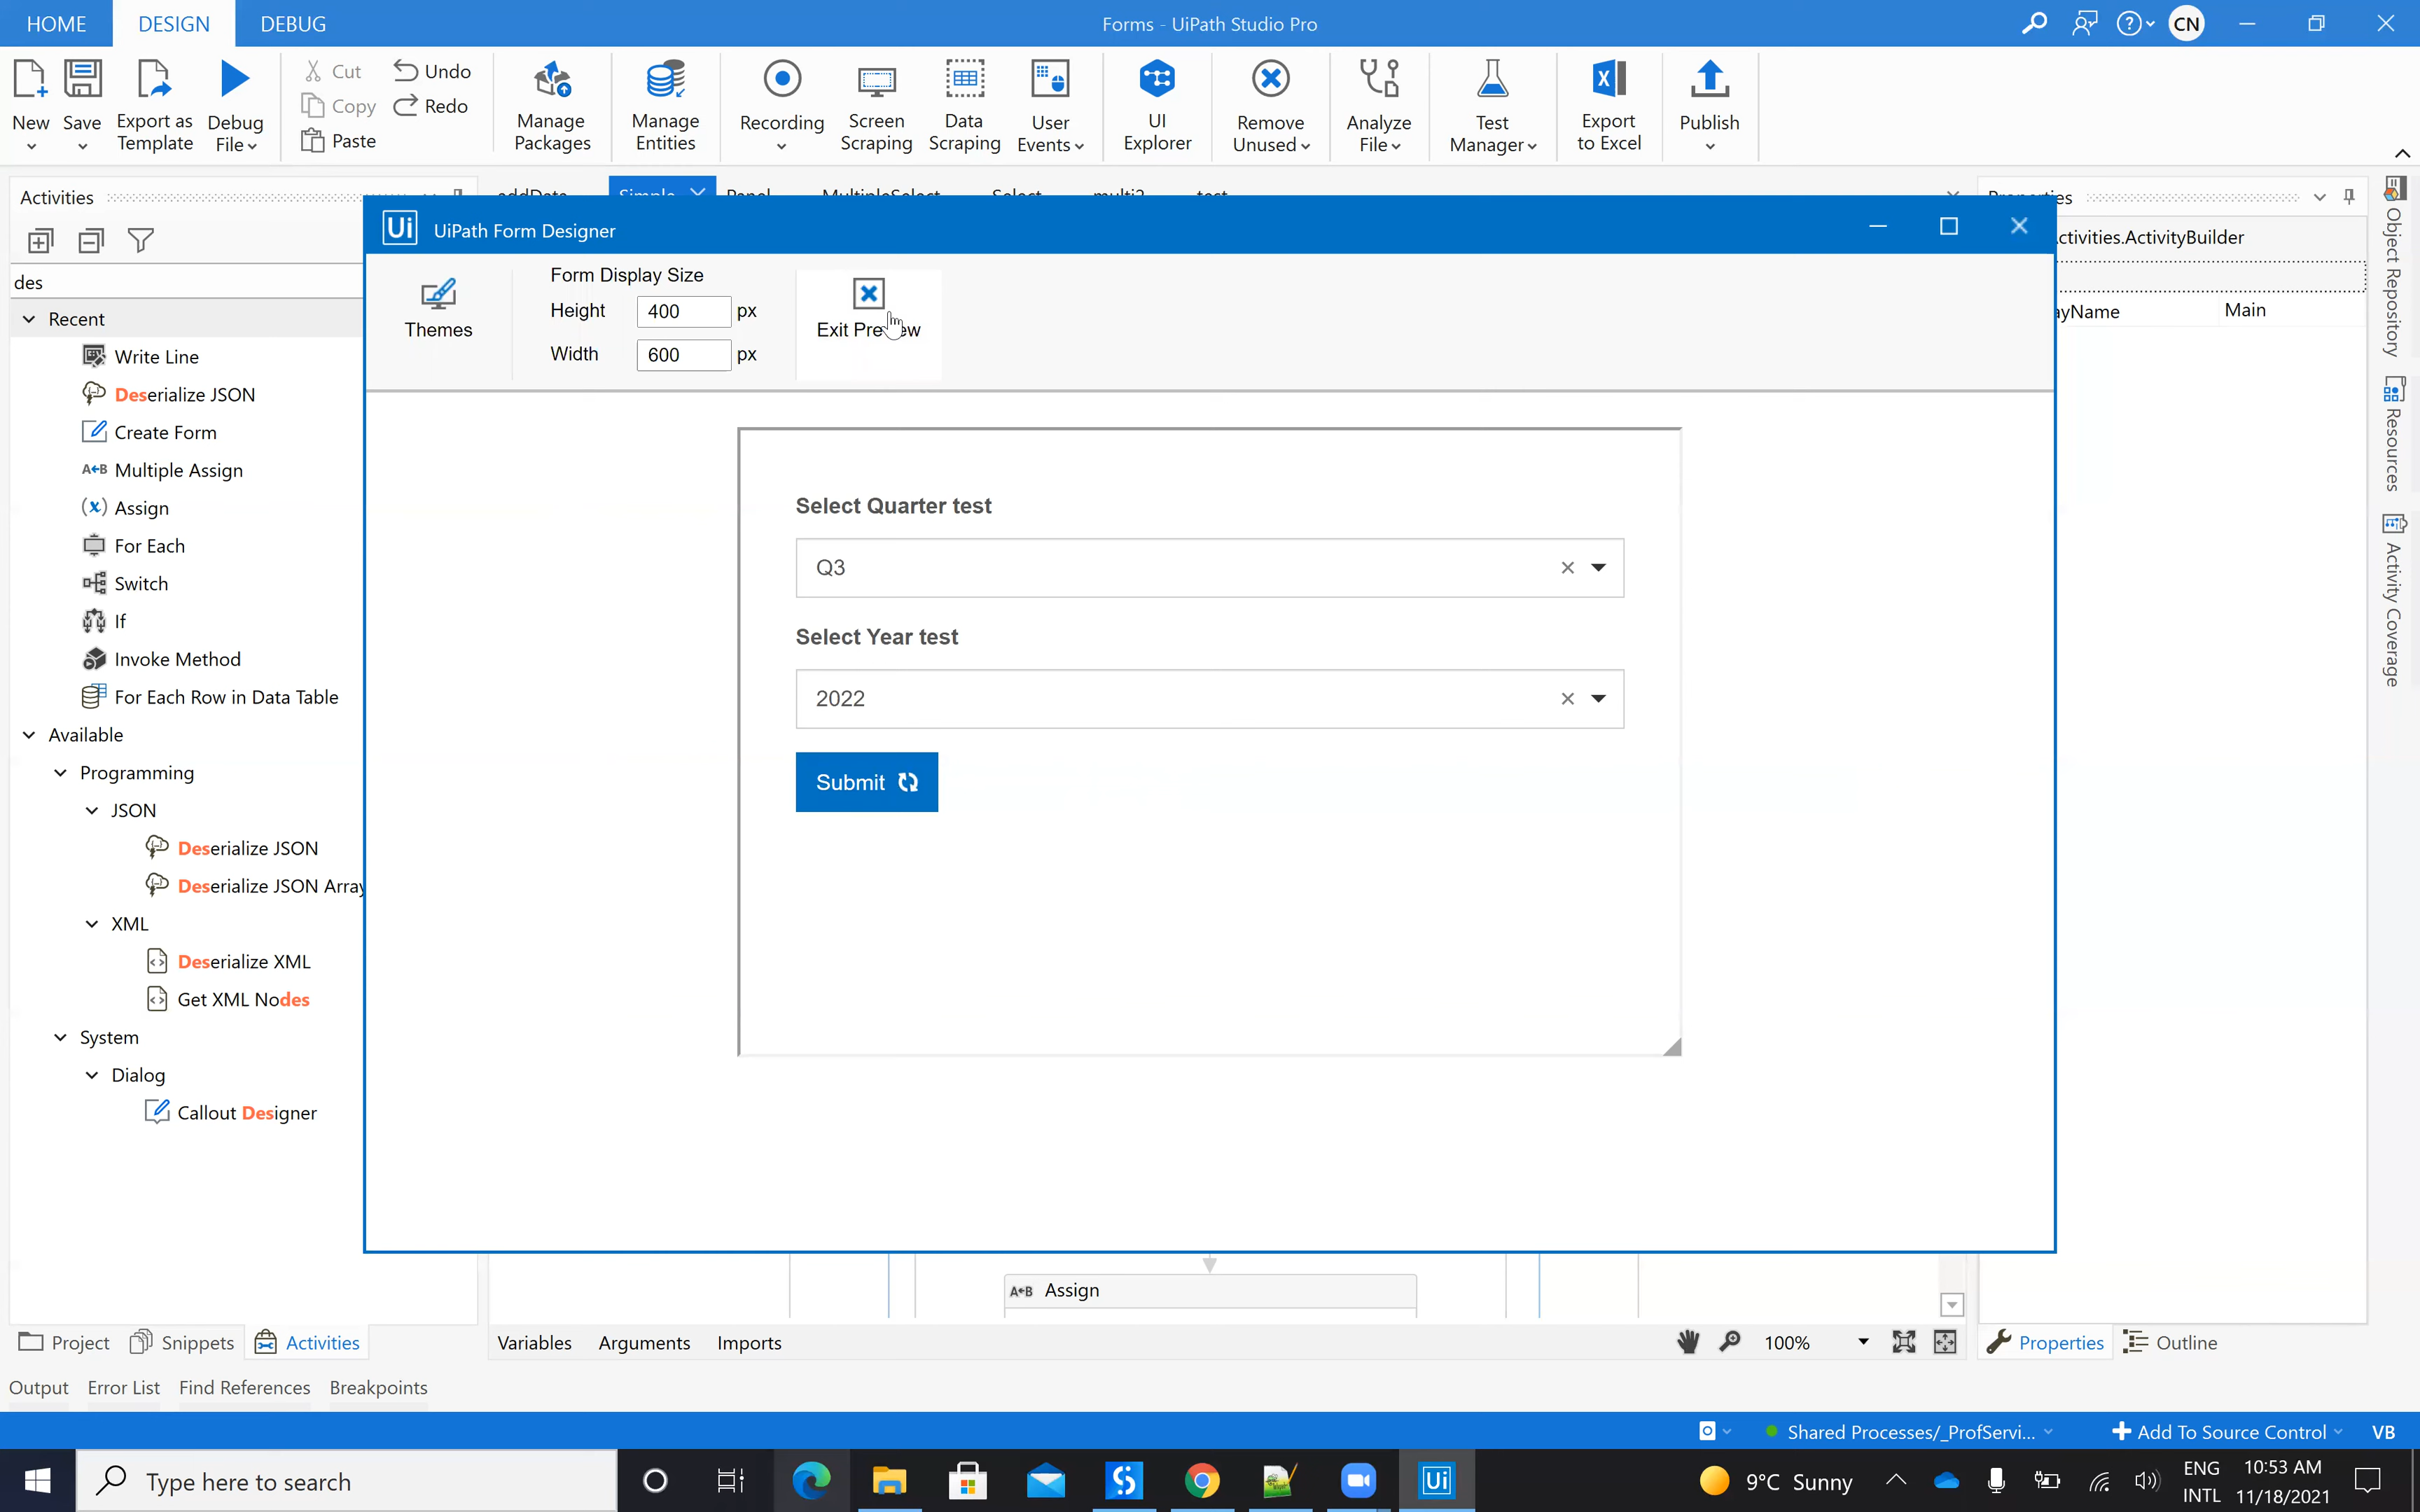 HOME DESIGN DEBUG Forms - UiPath Studio Pro CN
New Save Export as Template Debug File
Cut Copy Paste Undo Redo
Manage Packages Manage Entities Recording Screen Scraping Data Scraping User Events UI Explorer Remove Unused Analyze File Test Manager Export to Excel Publish
Activities
Simple
Ui UiPath Form Designer
ctivities.ActivityBuilder
yName Main
des
Themes
Form Display Size
Height 400 px
Width 600 px
Exit Preview
Recent
Write Line
Deserialize JSON
Create Form
A←B Multiple Assign
(x) Assign
For Each
Switch
If
Invoke Method
For Each Row in Data Table
Available
Programming
JSON
Deserialize JSON
Deserialize JSON Array
XML
Deserialize XML
Get XML Nodes
System
Dialog
Callout Designer
Select Quarter test
Q3
Select Year test
2022
Submit
Object Repository
Resources
Activity Coverage
A←B Assign
Project Snippets Activities
Variables Arguments Imports 100%
Properties Outline
Output Error List Find References Breakpoints
Shared Processes/_ProfServi... Add To Source Control VB
Type here to search
Ui
9°C Sunny
ENG 10:53 AM
INTL 11/18/2021